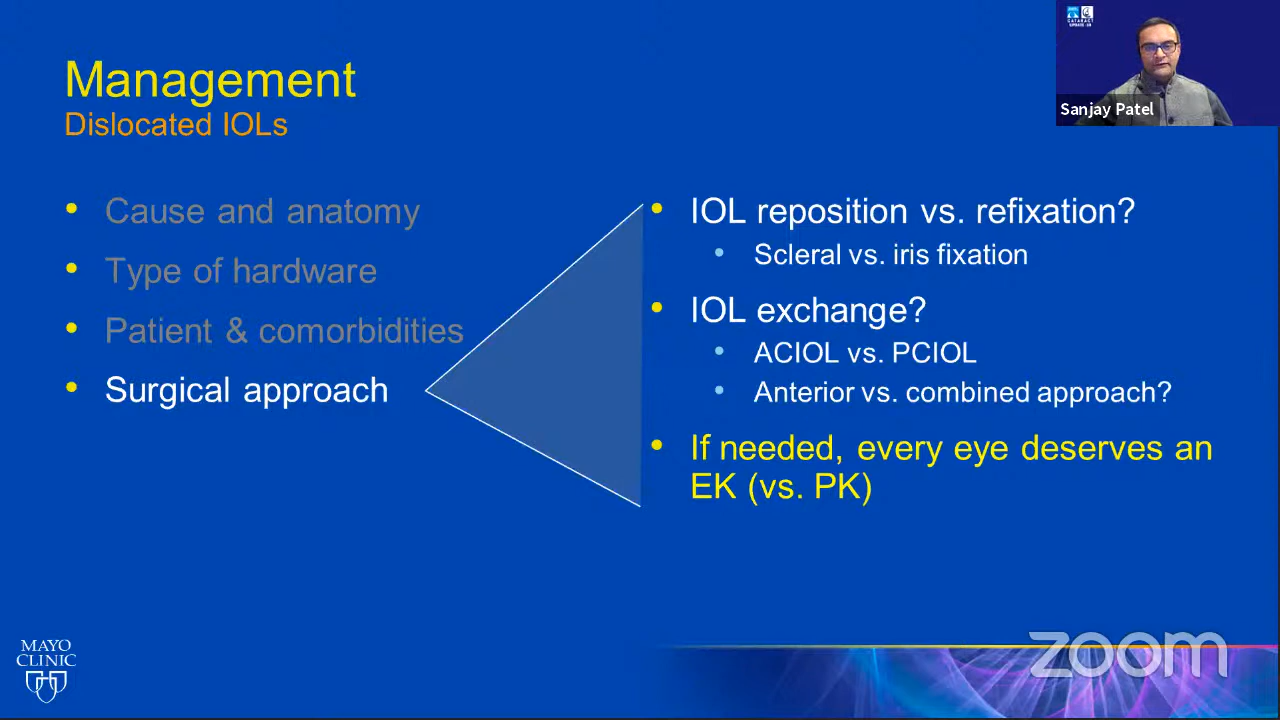 Management
Dislocated IOLs
Cause and anatomy
Type of hardware
Patient & comorbidities
Surgical approach
IOL reposition vs. refixation?
Scleral vs. iris fixation
IOL exchange?
ACIOL vs. PCIOL
Anterior vs. combined approach?
If needed, every eye deserves an
EK (vs. PK)
CATARACT
Sanjay Patel
MAYO
CLINIC
zoom